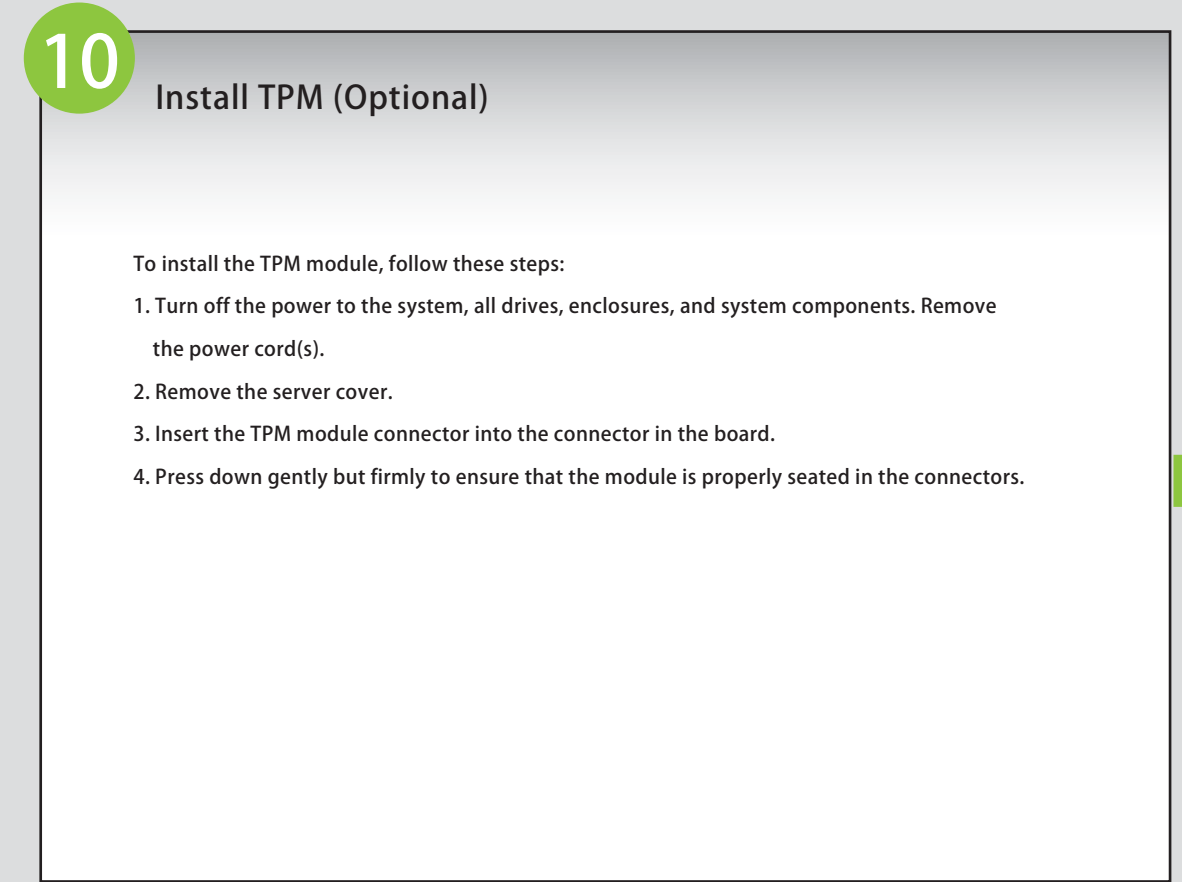 10
Install TPM (Optional)
To install the TPM module, follow these steps:
1. Turn off the power to the system, all drives, enclosures, and system components. Remove
the power cord(s).
2. Remove the server cover.
3. Insert the TPM module connector into the connector in the board.
4. Press down gently but firmly to ensure that the module is properly seated in the connectors.